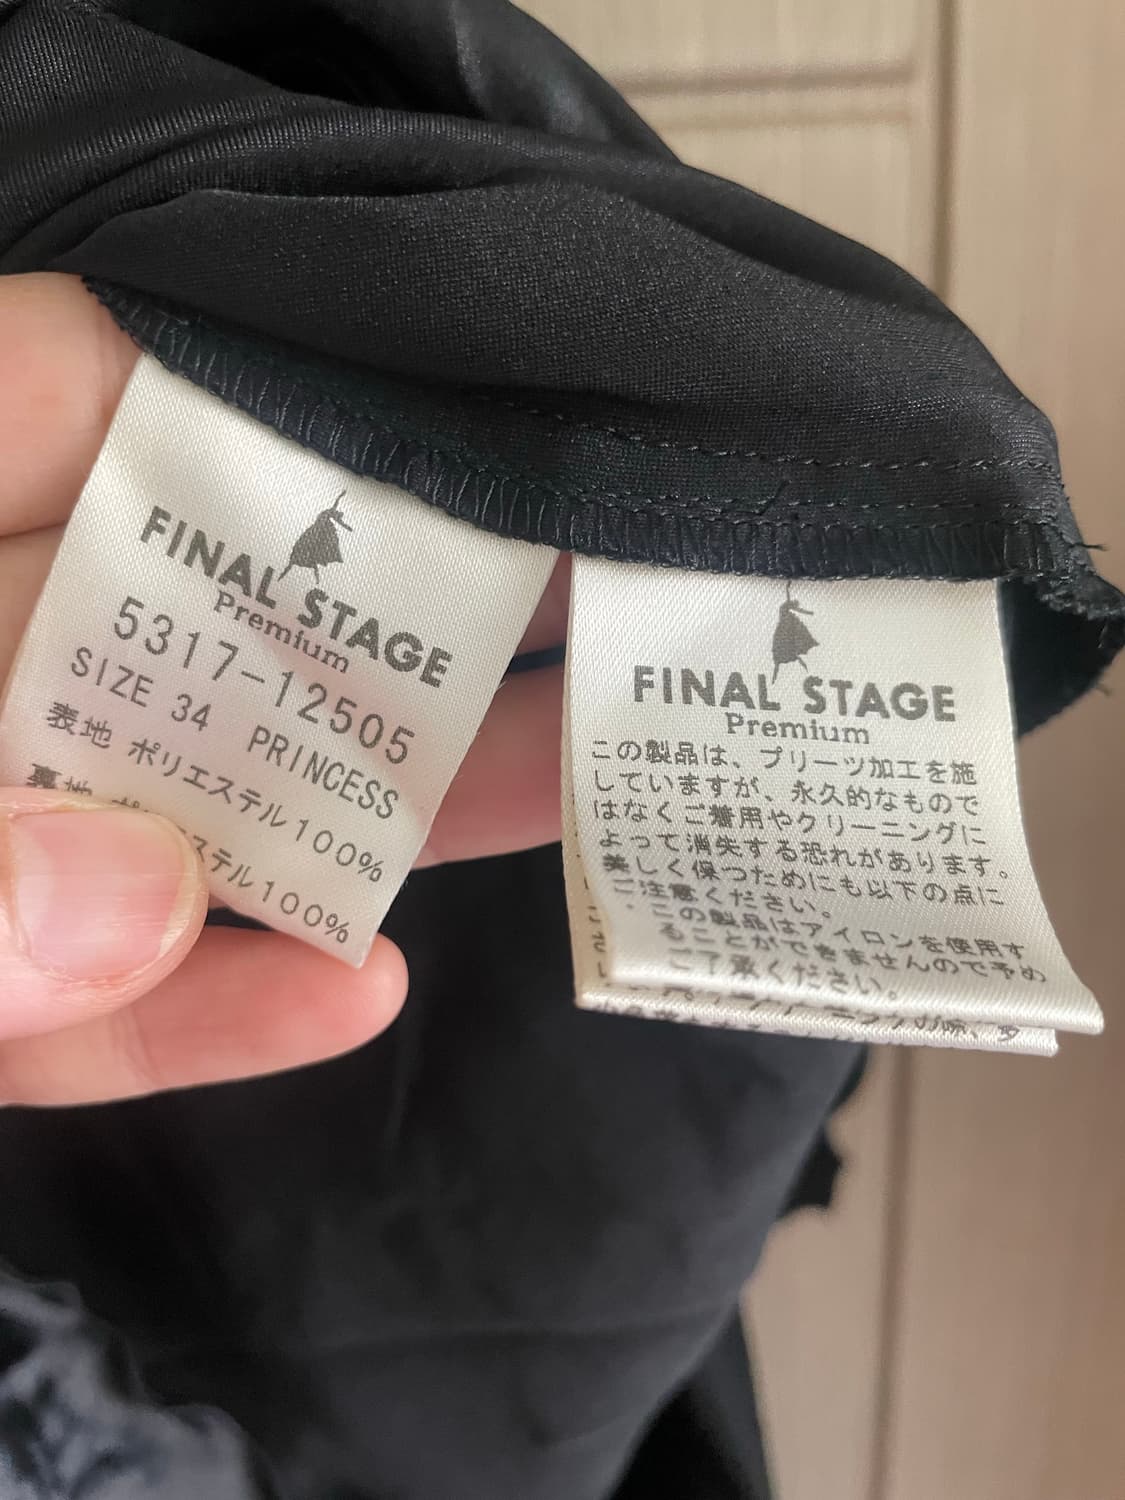 FINAL STAGE
Premium
5317-12505
SIZE 34 PRINCESS
表地 ポリエステル100%
裏地 ステル100%
FINAL STAGE
Premium
この製品は、プリーツ加工を施
していますが、永久的なもので
はなくご着用やクリーニングに
よって消失する恐れがあります。
美しく保つためにも以下の点に
ご注意ください。
・この製品はアイロンを使用す
ることができませんので予め
ご了承ください。